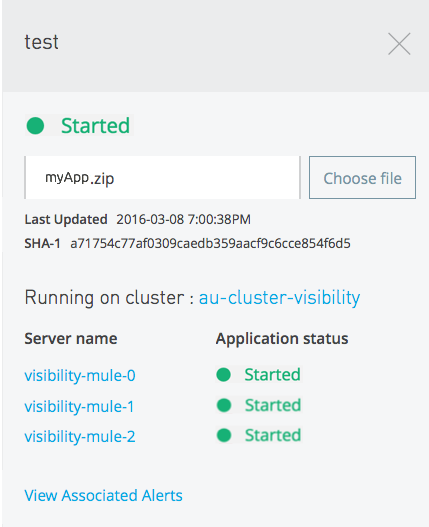 test
Started
myApp.zip Choose file
Last Updated 2016-03-08 7:00:38PM
SHA-1 a71754c77af0309caedb359aacf9c6cce854f6d5
Running on cluster : au-cluster-visibility
Server name Application status
visibility-mule-0 Started
visibility-mule-1 Started
visibility-mule-2 Started
View Associated Alerts